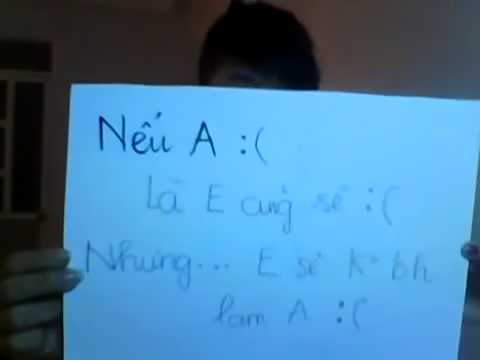 Nếu A :(
Là E cũng sẽ :(
Nhưng... E sẽ K bh
làm A :(